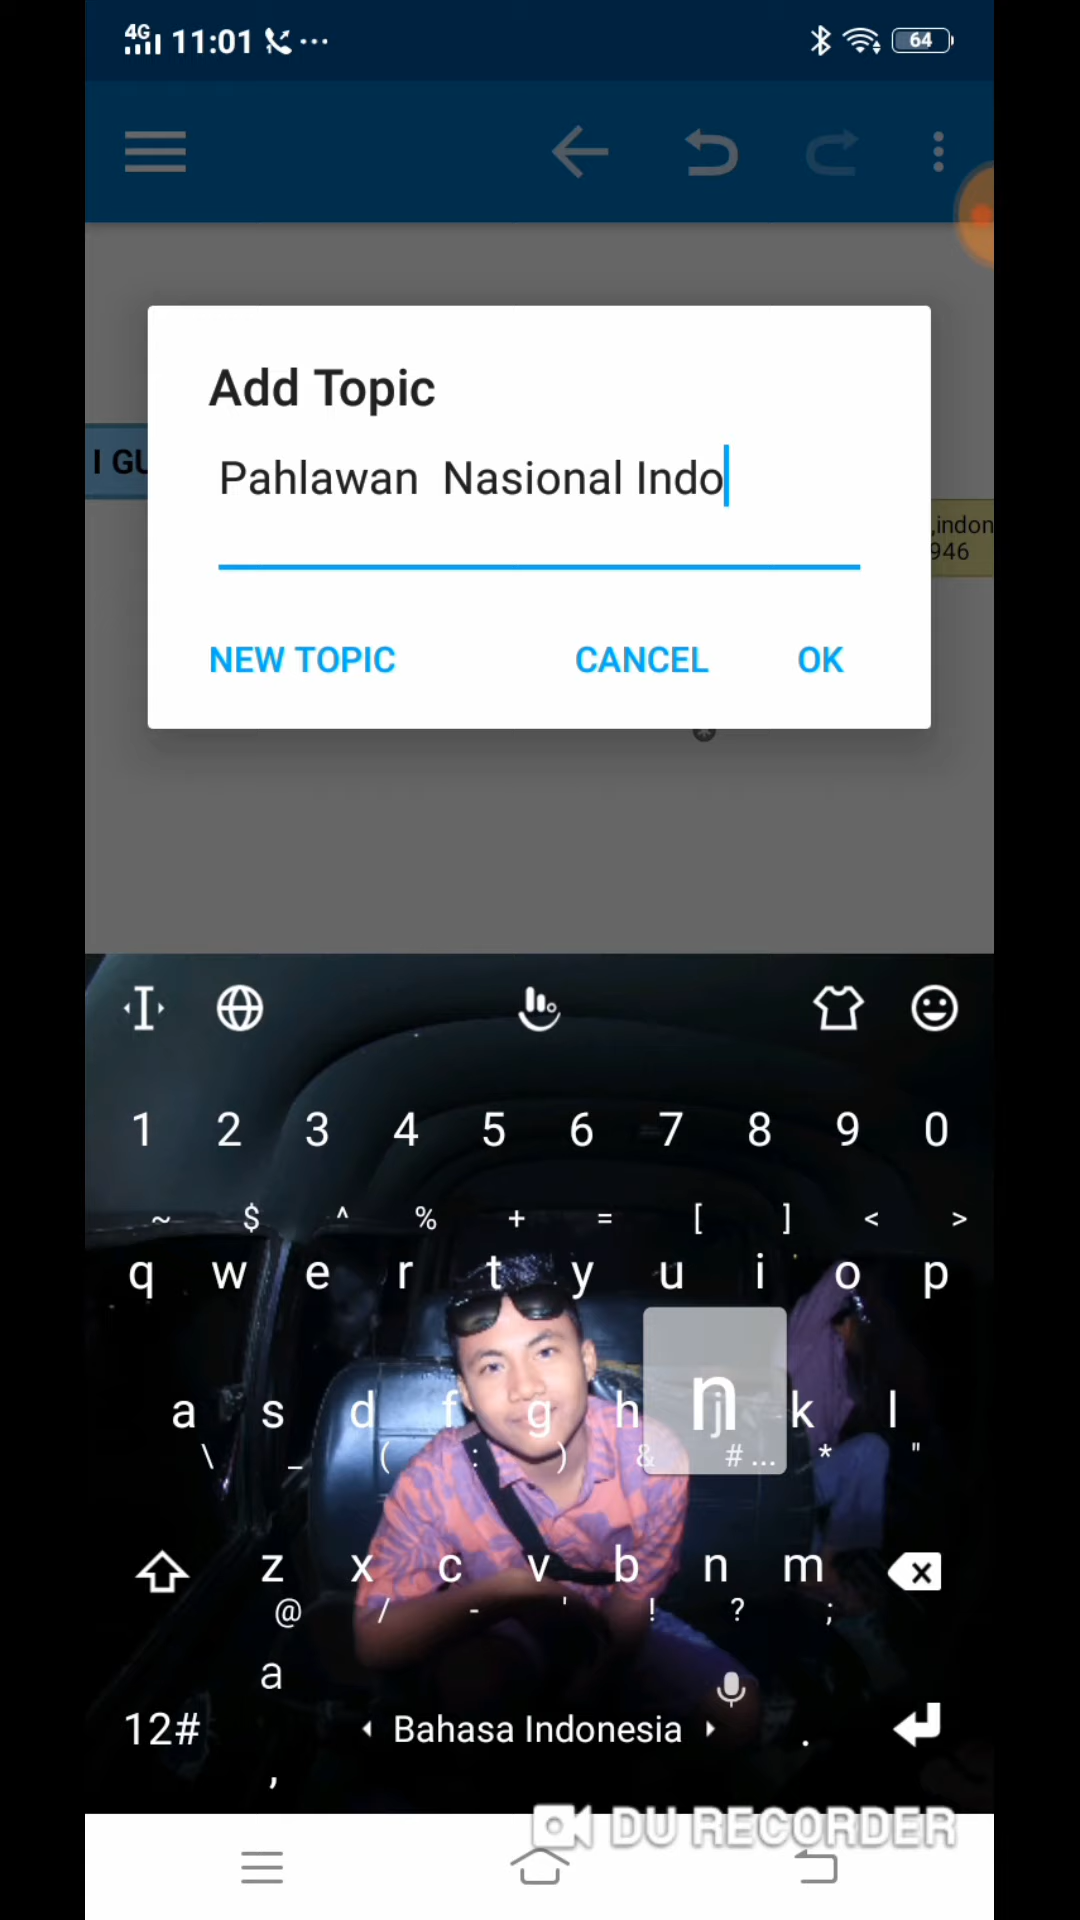 4G 11:01 ... 64
Add Topic
I GU
Pahlawan  Nasional Indo
,indon
946
NEW TOPIC CANCEL OK
1 2 3 4 5 6 7 8 9 0
~ $ ^ % + = [ ] < >
q w e r t y u i o p
n
a s d f g h j k l
\ _ ( : ) & # ... * "
z x c v b n m
@ / - ' ! ? ;
a
12# Bahasa Indonesia .
,
DU RECORDER